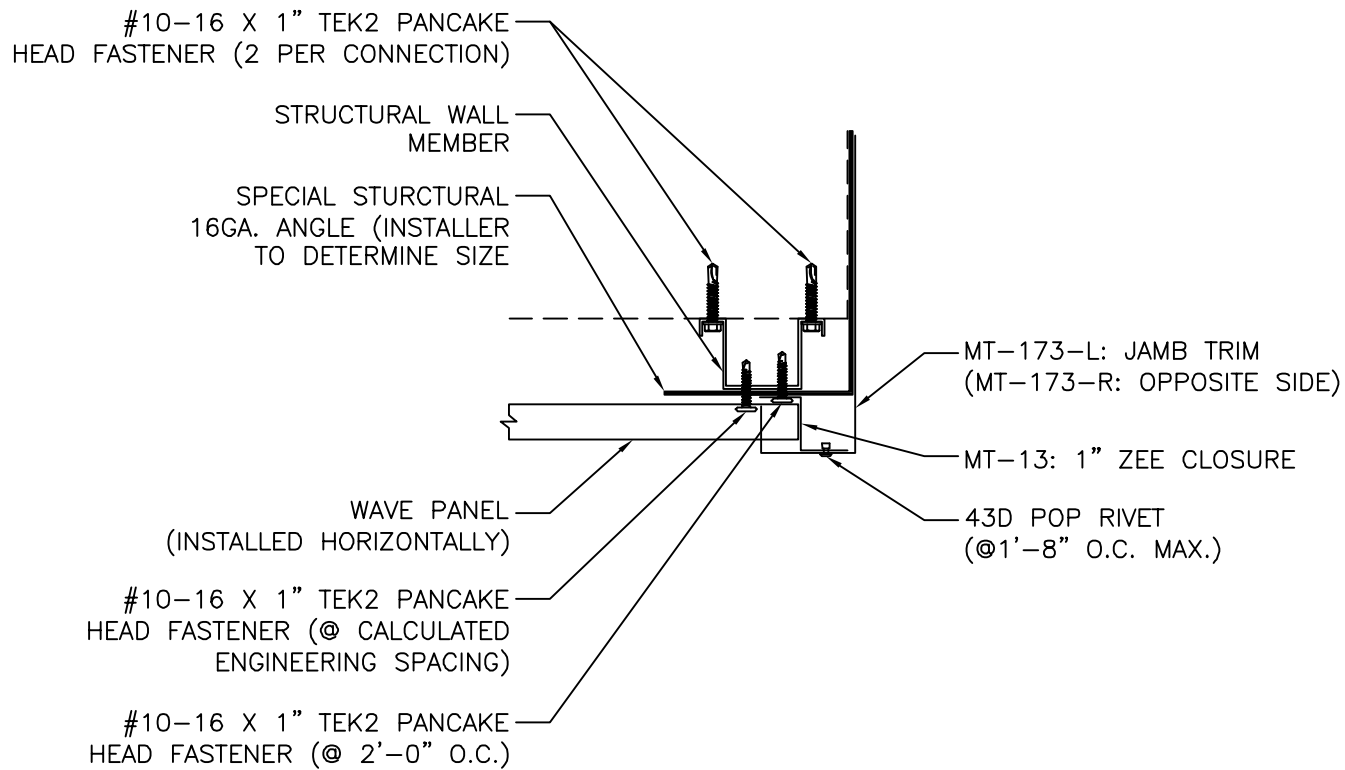 #10-16 X 1" TEK2 PANCAKE
HEAD FASTENER (2 PER CONNECTION)
STRUCTURAL WALL
MEMBER
SPECIAL STURCTURAL
16GA. ANGLE (INSTALLER
TO DETERMINE SIZE
MT-173-L: JAMB TRIM
(MT-173-R: OPPOSITE SIDE)
MT-13: 1" ZEE CLOSURE
43D POP RIVET
(@1'-8" O.C. MAX.)
WAVE PANEL
(INSTALLED HORIZONTALLY)
#10-16 X 1" TEK2 PANCAKE
HEAD FASTENER (@ CALCULATED
ENGINEERING SPACING)
#10-16 X 1" TEK2 PANCAKE
HEAD FASTENER (@ 2'-0" O.C.)